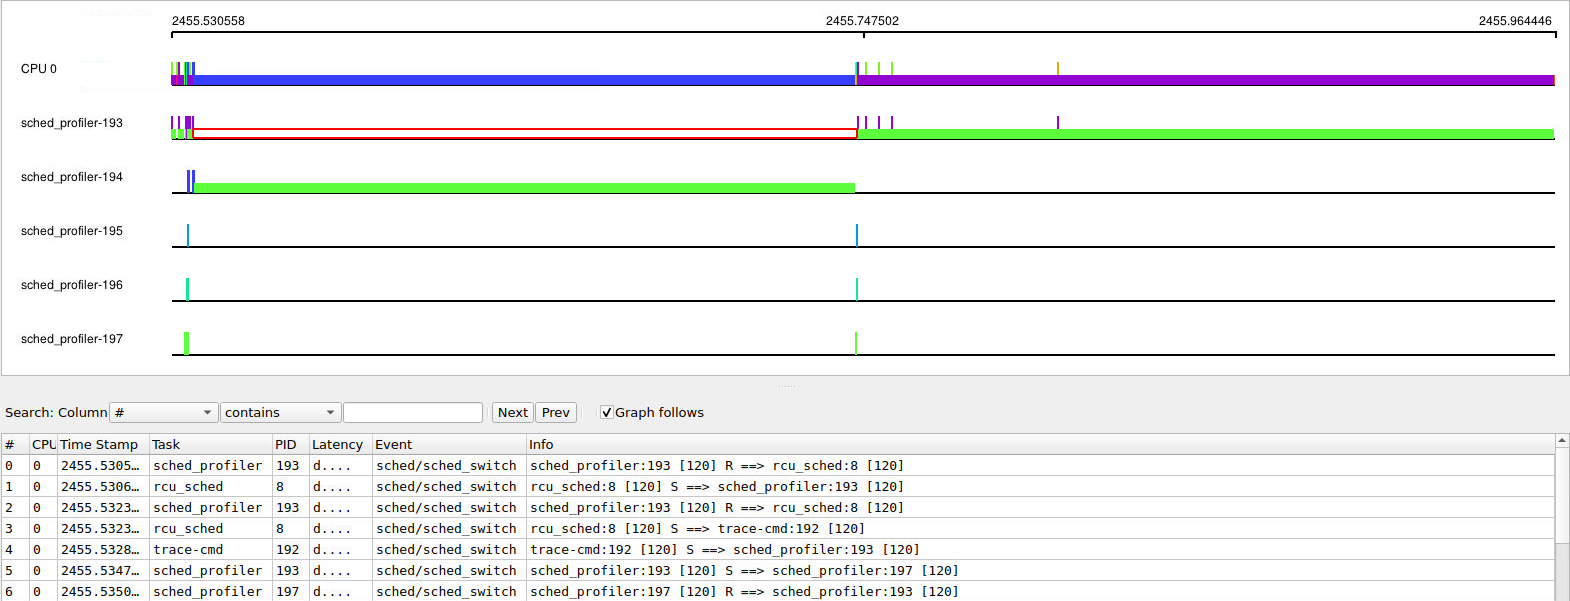 2455.530558 2455.747502 2455.964446
CPU 0
sched_profiler-193
sched_profiler-194
sched_profiler-195
sched_profiler-196
sched_profiler-197
Search: Column # contains Next Prev Graph follows
# CPU Time Stamp Task PID Latency Event Info
0 0 2455.5305… sched_profiler 193 d.... sched/sched_switch sched_profiler:193 [120] R ==> rcu_sched:8 [120]
1 0 2455.5306… rcu_sched 8 d.... sched/sched_switch rcu_sched:8 [120] S ==> sched_profiler:193 [120]
2 0 2455.5323… sched_profiler 193 d.... sched/sched_switch sched_profiler:193 [120] R ==> rcu_sched:8 [120]
3 0 2455.5323… rcu_sched 8 d.... sched/sched_switch rcu_sched:8 [120] S ==> trace-cmd:192 [120]
4 0 2455.5328… trace-cmd 192 d.... sched/sched_switch trace-cmd:192 [120] S ==> sched_profiler:193 [120]
5 0 2455.5347… sched_profiler 193 d.... sched/sched_switch sched_profiler:193 [120] S ==> sched_profiler:197 [120]
6 0 2455.5350… sched_profiler 197 d.... sched/sched_switch sched_profiler:197 [120] R ==> sched_profiler:193 [120]